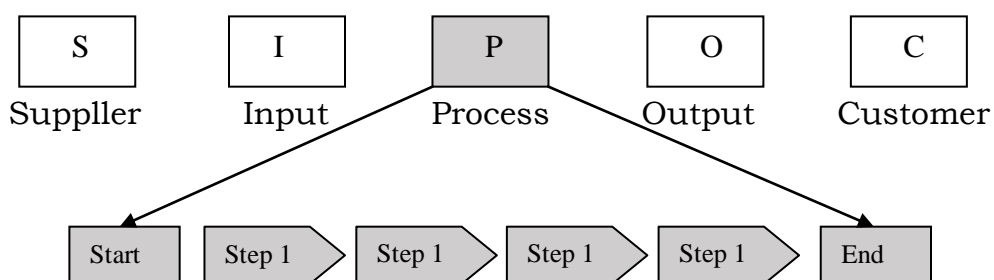 S I P O C
Suppller Input Process Output Customer
Start Step 1 Step 1 Step 1 Step 1 End